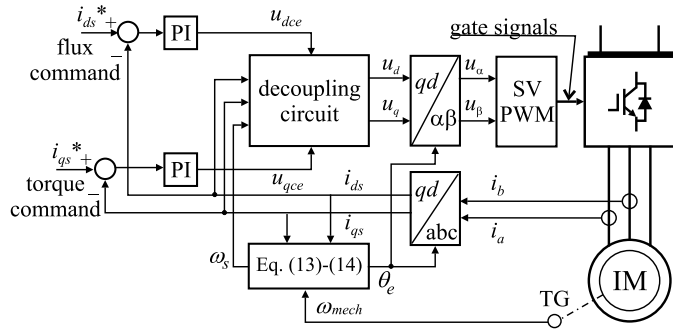 i_ds*
+
−
flux
command
PI
u_dce
decoupling
circuit
u_d
u_q
qd
αβ
u_α
u_β
gate signals
SV
PWM
i_qs*
+
−
torque
command
PI
u_qce
i_ds
i_qs
qd
abc
i_b
i_a
ω_s
Eq. (13)-(14)
θ_e
ω_mech
TG
IM